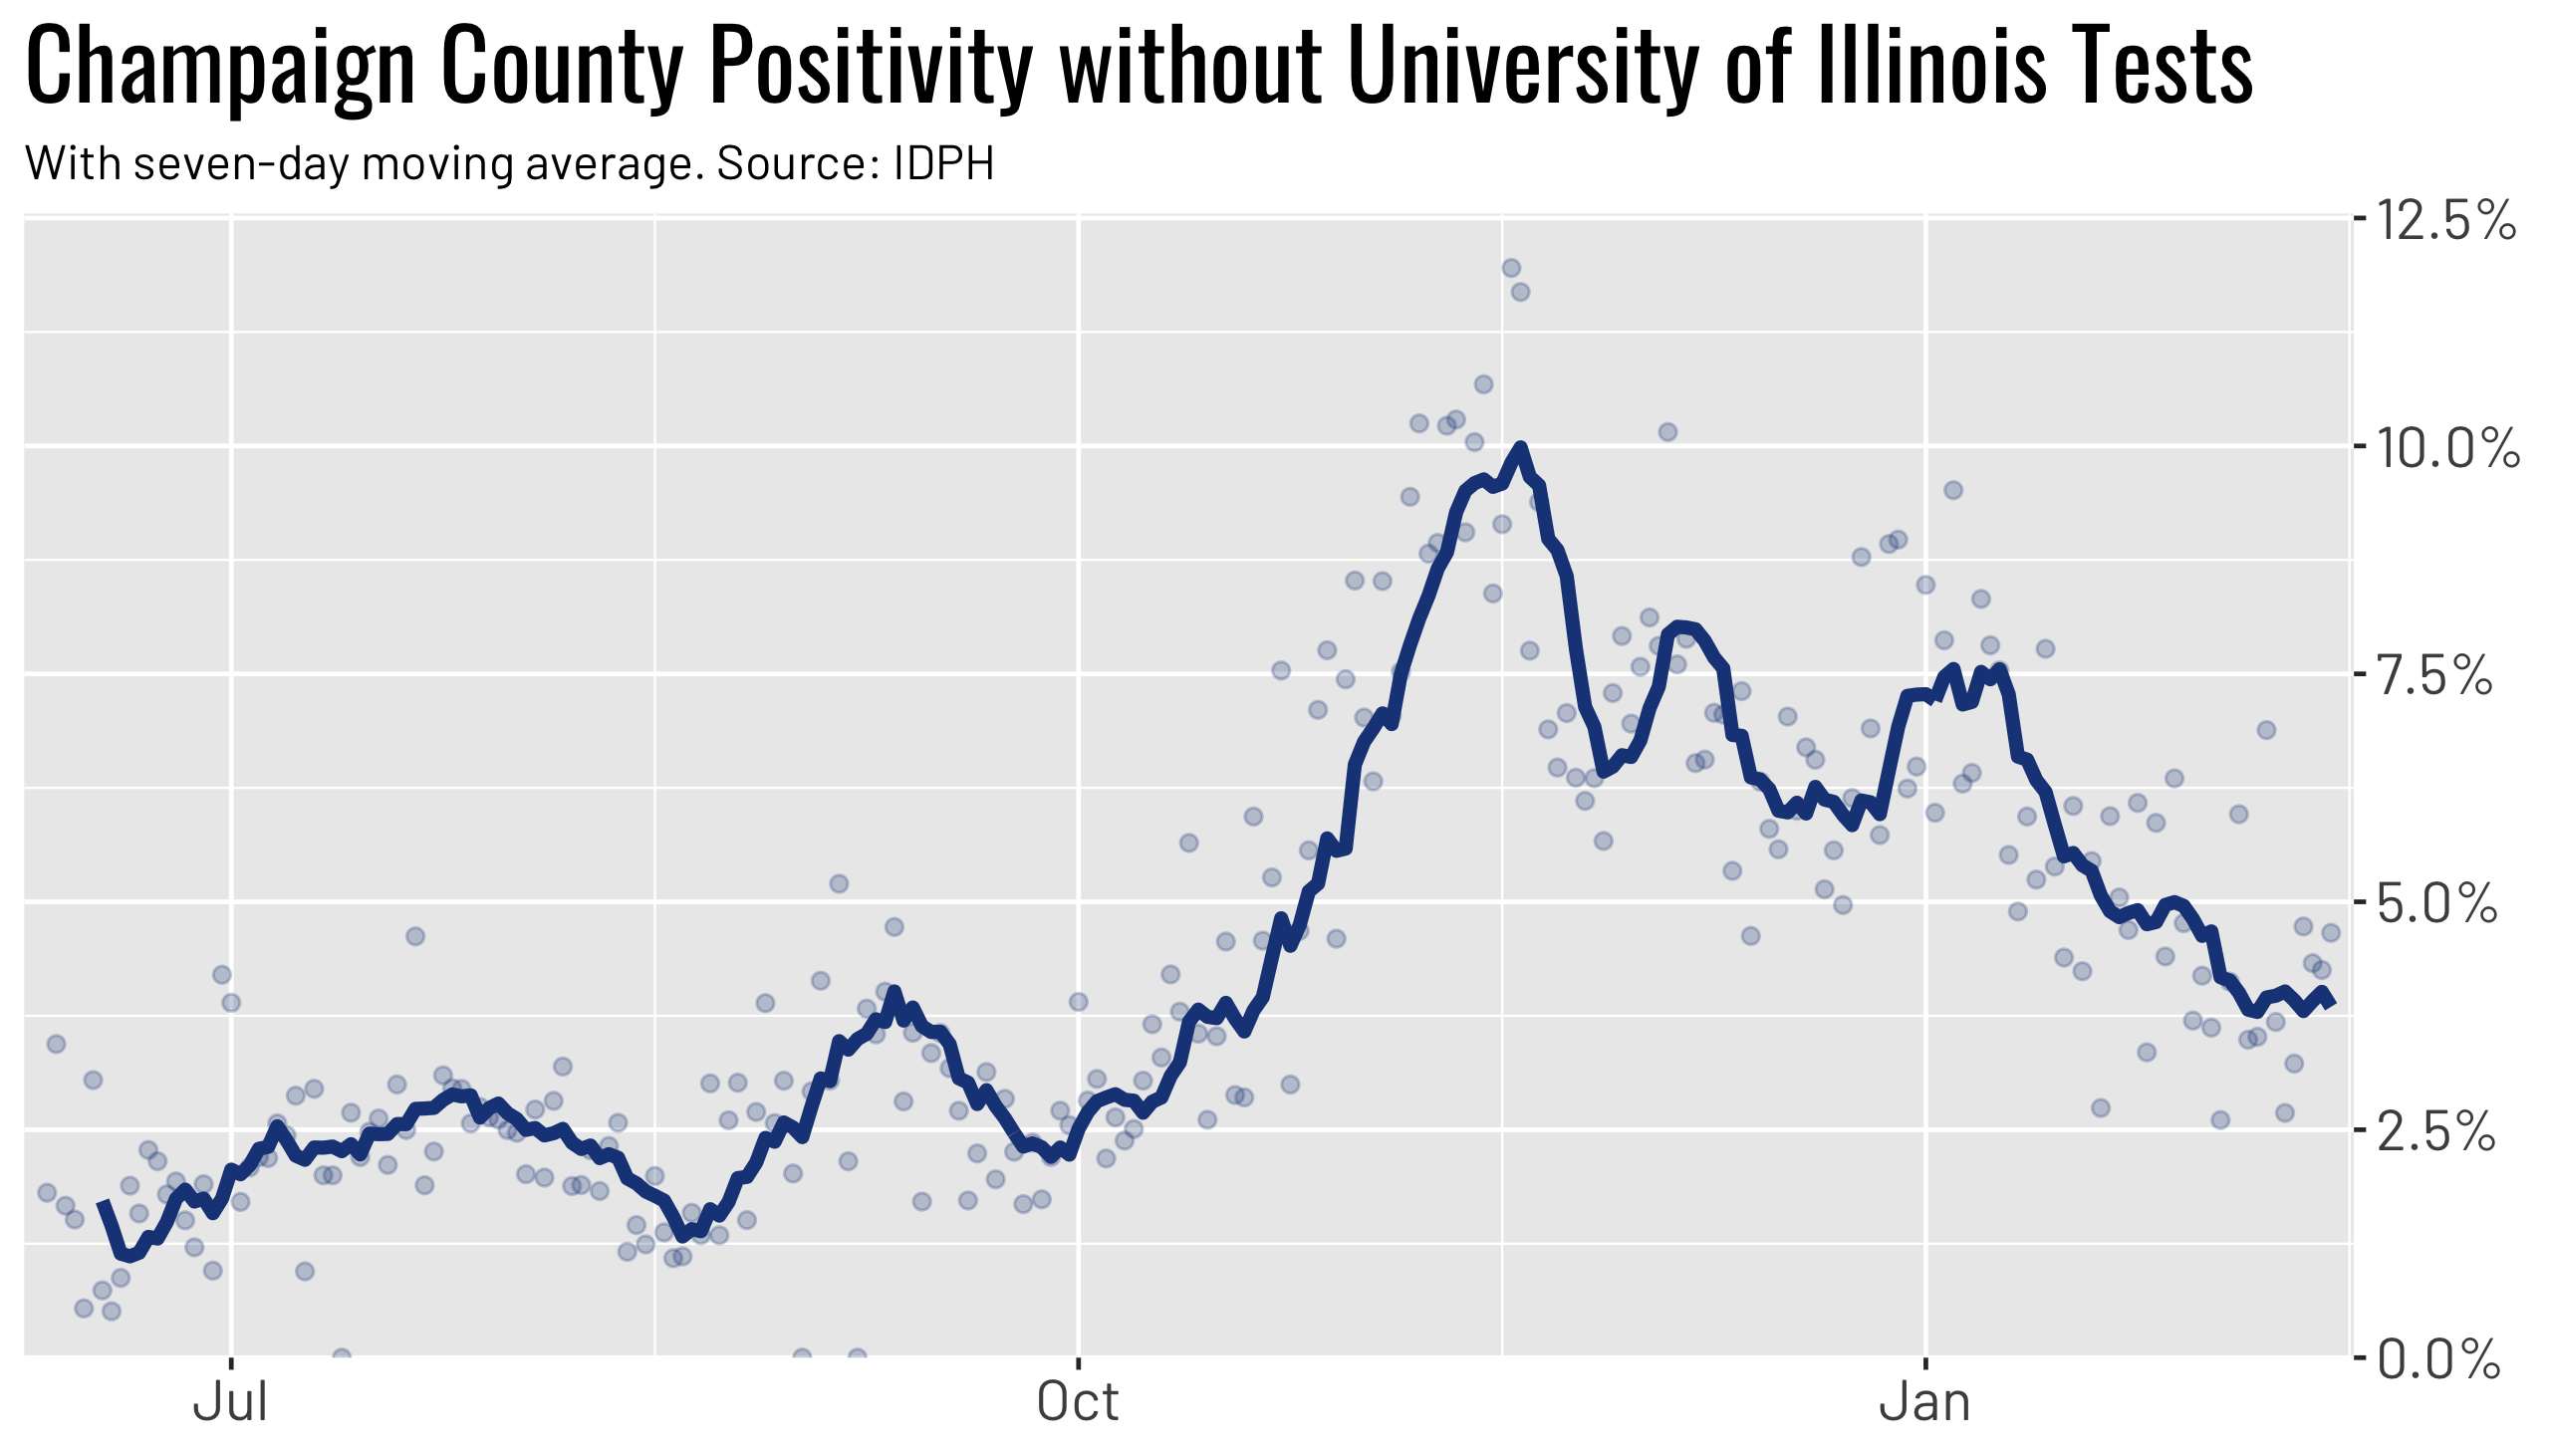 Champaign County Positivity without University of Illinois Tests
With seven-day moving average. Source: IDPH
12.5%
10.0%
7.5%
5.0%
2.5%
0.0%
Jul Oct Jan